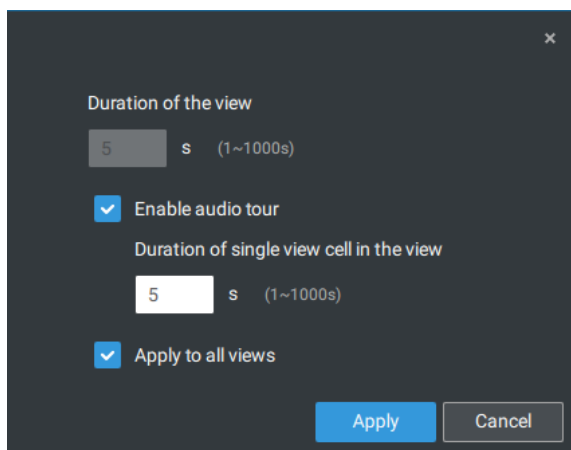 ×
Duration of the view
5 s (1~1000s)
Enable audio tour
Duration of single view cell in the view
5 s (1~1000s)
Apply to all views
Apply Cancel